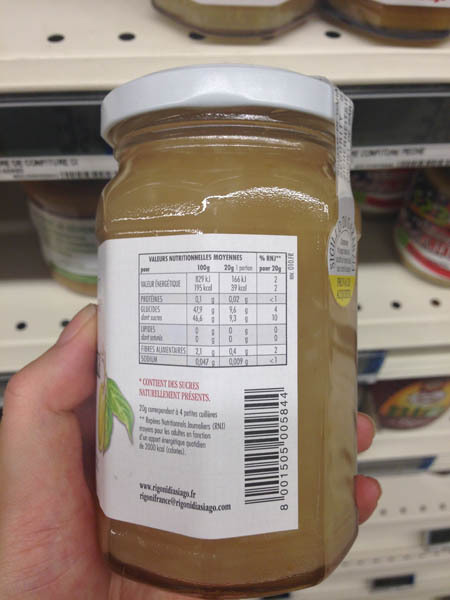 VALEURS NUTRITIONNELLES MOYENNES % RNJ**
pour 100g 20g 1 portion pour 20g
VALEUR ÉNERGÉTIQUE 829 kJ 166 kJ 2
195 kcal 39 kcal 2
PROTÉINES 0,1 g 0,02 g <1
GLUCIDES 47,9 g 9,6 g 4
dont sucres 46,6 g 9,3 g 10
LIPIDES 0 g 0 g 0
dont saturés 0 g 0 g 0
FIBRES ALIMENTAIRES 2,1 g 0,4 g 2
SODIUM 0,047 g 0,009 g <1
* CONTIENT DES SUCRES
NATURELLEMENT PRÉSENTS.
20g correspondent à 4 petites cuillères
** Repères Nutritionnels Journaliers (RNJ)
moyens pour les adultes en fonction
d'un apport énergétique quotidien
de 2000 kcal (calories).
www.rigonidiasiago.fr
rigonifrance@rigonidiasiago.com
8 001505 005844